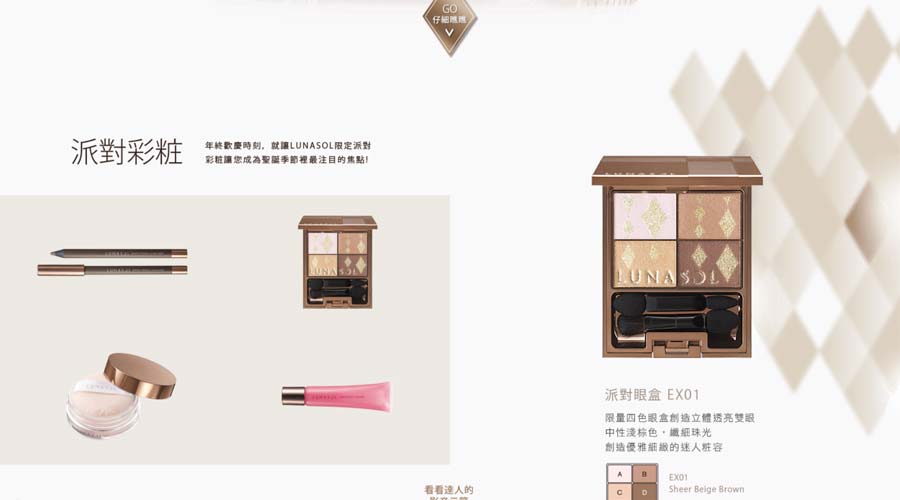 GO
仔細瞧瞧
派對彩粧
年終歡慶時刻，就讓LUNASOL限定派對
彩粧讓您成為聖誕季節裡最注目的焦點!
LUNASOL
LUNASOL
派對眼盒 EX01
限量四色眼盒創造立體透亮雙眼
中性淺棕色，纖細珠光
創造優雅細緻的迷人粧容
A B
C D
EX01
Sheer Beige Brown
看看達人的